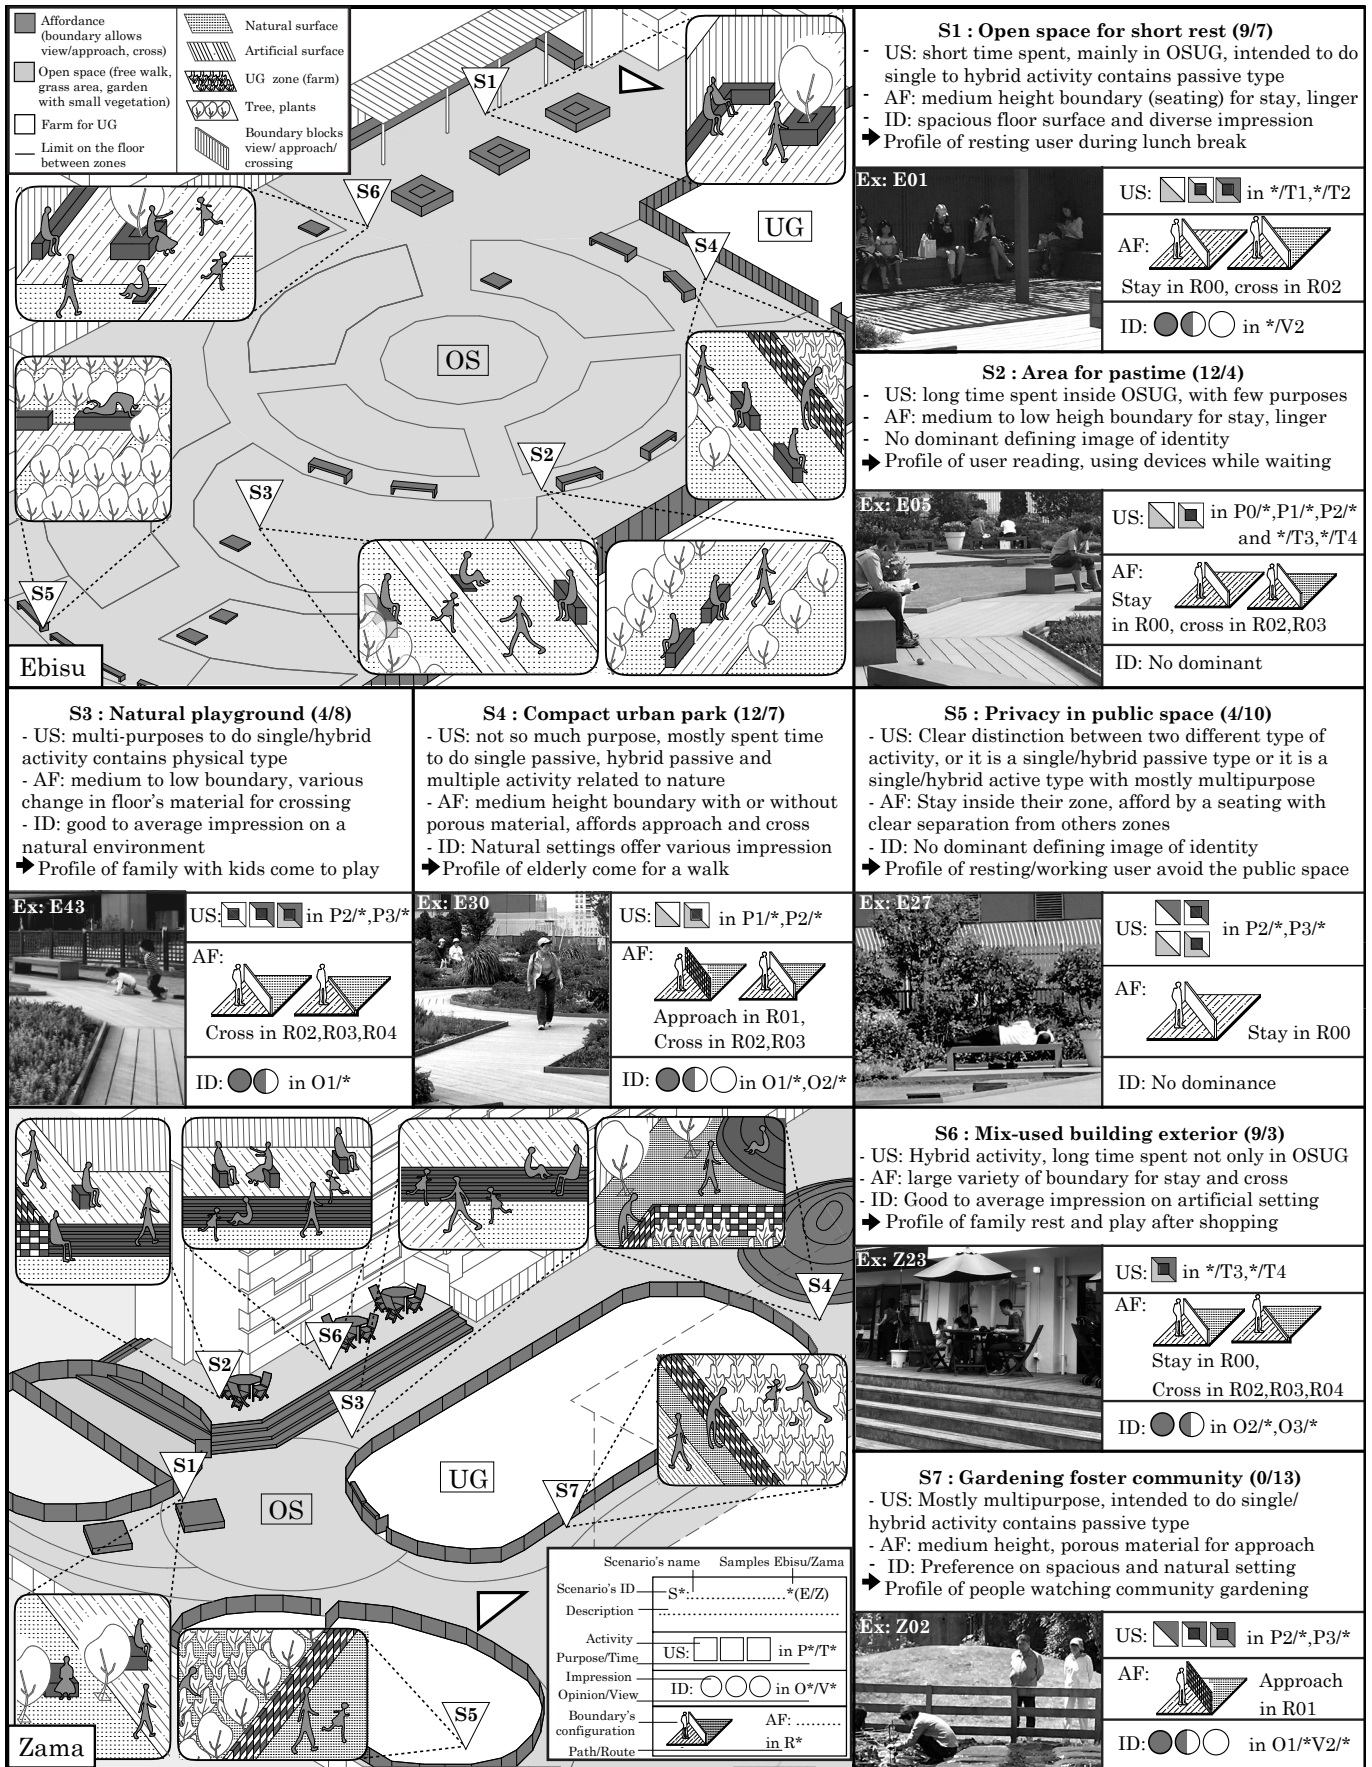 Affordance
(boundary allows
view/approach, cross)
Open space (free walk,
grass area, garden
with small vegetation)
Farm for UG
Limit on the floor
between zones
Natural surface
Artificial surface
UG zone (farm)
Tree, plants
Boundary blocks
view/ approach/
crossing
S1
S6
UG
S4
OS
S2
S3
S5
Ebisu
S1 : Open space for short rest (9/7)
- US: short time spent, mainly in OSUG, intended to do
single to hybrid activity contains passive type
- AF: medium height boundary (seating) for stay, linger
- ID: spacious floor surface and diverse impression
Profile of resting user during lunch break
Ex: E01
US: in */T1,*/T2
AF:
Stay in R00, cross in R02
ID: in */V2
S2 : Area for pastime (12/4)
- US: long time spent inside OSUG, with few purposes
- AF: medium to low heigh boundary for stay, linger
- No dominant defining image of identity
Profile of user reading, using devices while waiting
Ex: E05
US: in P0/*,P1/*,P2/*
and */T3,*/T4
AF:
Stay
in R00, cross in R02,R03
ID: No dominant
S3 : Natural playground (4/8)
- US: multi-purposes to do single/hybrid
activity contains physical type
- AF: medium to low boundary, various
change in floor's material for crossing
- ID: good to average impression on a
natural environment
Profile of family with kids come to play
Ex: E43
US: in P2/*,P3/*
AF:
Cross in R02,R03,R04
ID: in O1/*
S4 : Compact urban park (12/7)
- US: not so much purpose, mostly spent time
to do single passive, hybrid passive and
multiple activity related to nature
- AF: medium height boundary with or without
porous material, affords approach and cross
- ID: Natural settings offer various impression
Profile of elderly come for a walk
Ex: E30
US: in P1/*,P2/*
AF:
Approach in R01,
Cross in R02,R03
ID: in O1/*,O2/*
S5 : Privacy in public space (4/10)
- US: Clear distinction between two different type of
activity, or it is a single/hybrid passive type or it is a
single/hybrid active type with mostly multipurpose
- AF: Stay inside their zone, afford by a seating with
clear separation from others zones
- ID: No dominant defining image of identity
Profile of resting/working user avoid the public space
Ex: E27
US: in P2/*,P3/*
AF:
Stay in R00
ID: No dominance
S4
S6
S2
S3
S1
UG
S7
OS
S5
Zama
Scenario's name Samples Ebisu/Zama
Scenario's ID S*:......................*(E/Z)
Description
Activity
Purpose/Time US: in P*/T*
Impression
Opinion/View ID: in O*/V*
Boundary's
configuration AF: .........
Path/Route in R*
S6 : Mix-used building exterior (9/3)
- US: Hybrid activity, long time spent not only in OSUG
- AF: large variety of boundary for stay and cross
- ID: Good to average impression on artificial setting
Profile of family rest and play after shopping
Ex: Z23
US: in */T3,*/T4
AF:
Stay in R00,
Cross in R02,R03,R04
ID: in O2/*,O3/*
S7 : Gardening foster community (0/13)
- US: Mostly multipurpose, intended to do single/
hybrid activity contains passive type
- AF: medium height, porous material for approach
- ID: Preference on spacious and natural setting
Profile of people watching community gardening
Ex: Z02
US: in P2/*,P3/*
AF: Approach
in R01
ID: in O1/*V2/*